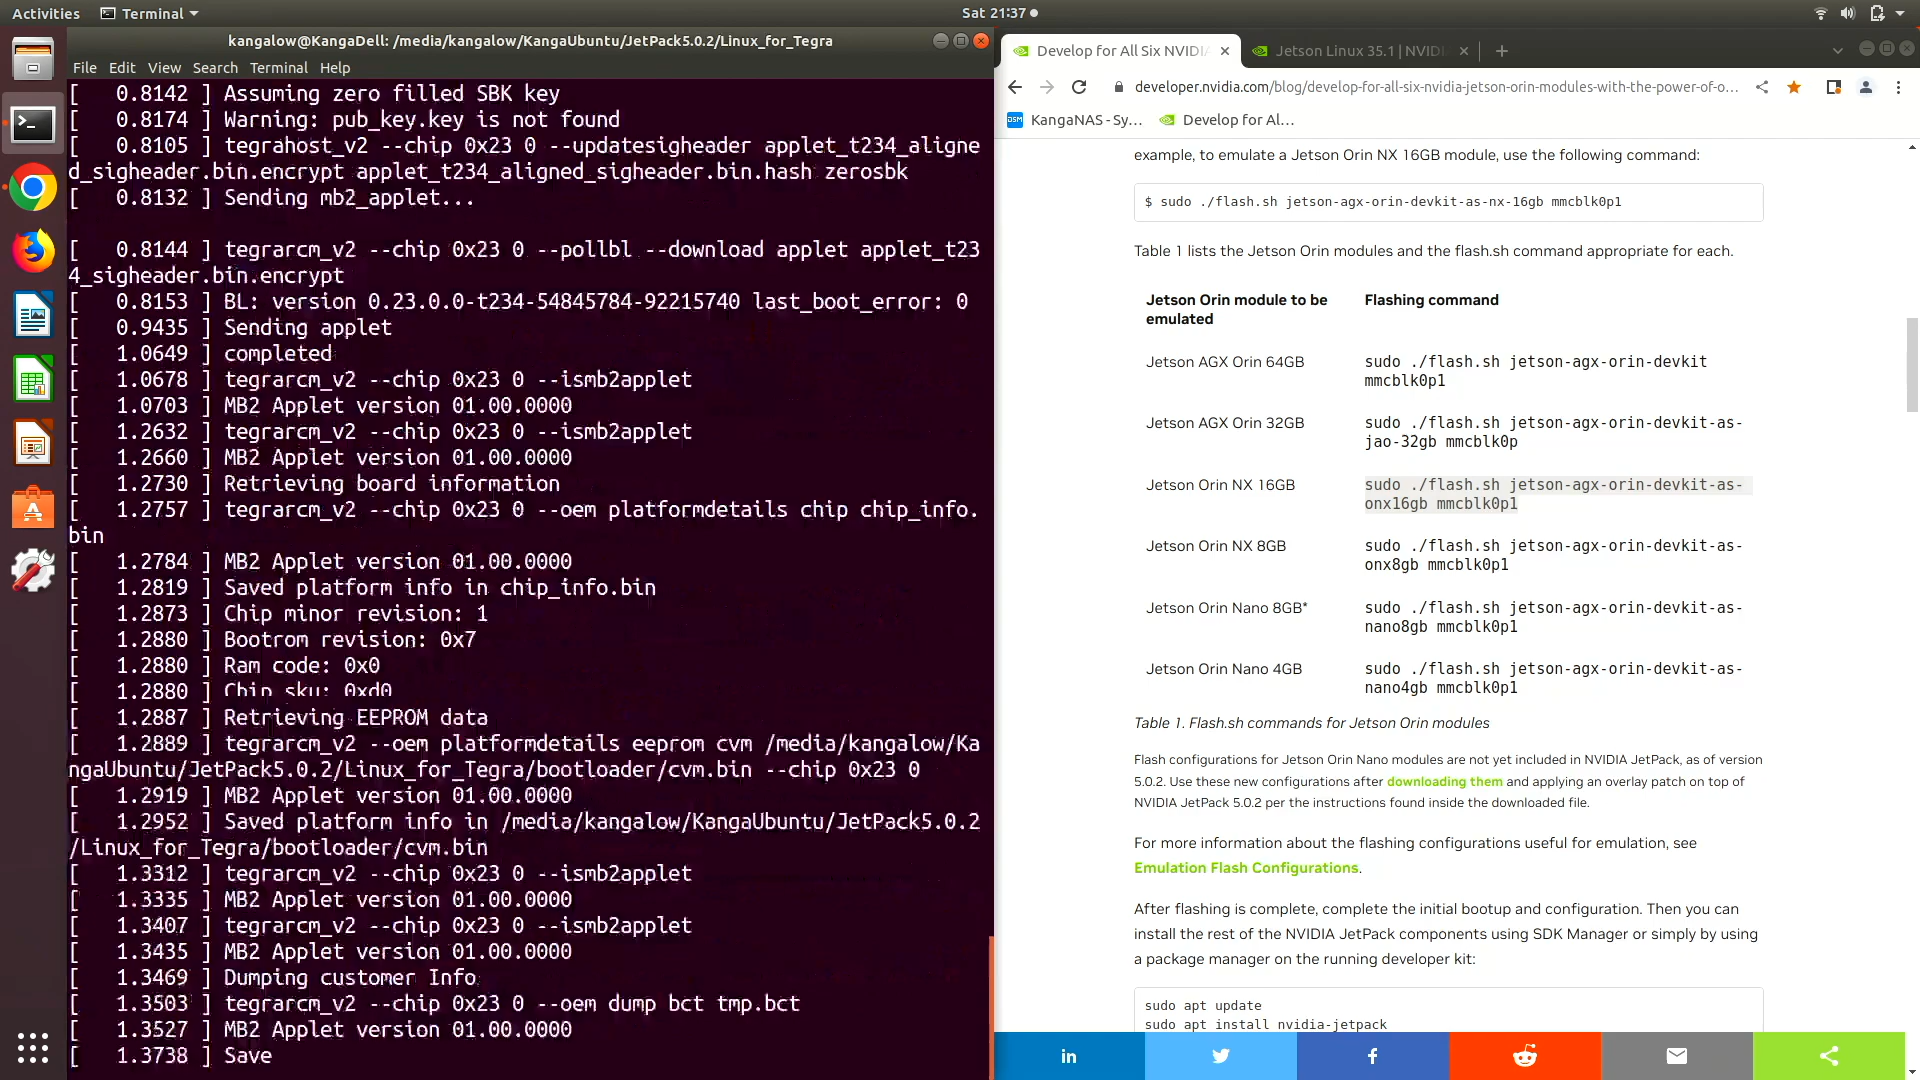 Activities
Terminal
Sat 21:37
kangalow@KangaDell: /media/kangalow/KangaUbuntu/JetPack5.0.2/Linux_for_Tegra
File Edit View Search Terminal Help
[ 0.8142 ] Assuming zero filled SBK key
[ 0.8174 ] Warning: pub_key.key is not found
[ 0.8105 ] tegrahost_v2 --chip 0x23 0 --updatesigheader applet_t234_aligne
d_sigheader.bin.encrypt applet_t234_aligned_sigheader.bin.hash zerosbk
[ 0.8132 ] Sending mb2_applet...
[ 0.8144 ] tegrarcm_v2 --chip 0x23 0 --pollbl --download applet applet_t23
4_sigheader.bin.encrypt
[ 0.8153 ] BL: version 0.23.0.0-t234-54845784-92215740 last_boot_error: 0
[ 0.9435 ] Sending applet
[ 1.0649 ] completed
[ 1.0678 ] tegrarcm_v2 --chip 0x23 0 --ismb2applet
[ 1.0703 ] MB2 Applet version 01.00.0000
[ 1.2632 ] tegrarcm_v2 --chip 0x23 0 --ismb2applet
[ 1.2660 ] MB2 Applet version 01.00.0000
[ 1.2730 ] Retrieving board information
[ 1.2757 ] tegrarcm_v2 --chip 0x23 0 --oem platformdetails chip chip_info.
bin
[ 1.2784 ] MB2 Applet version 01.00.0000
[ 1.2819 ] Saved platform info in chip_info.bin
[ 1.2873 ] Chip minor revision: 1
[ 1.2880 ] Bootrom revision: 0x7
[ 1.2880 ] Ram code: 0x0
[ 1.2880 ] Chip sku: 0xd0
[ 1.2887 ] Retrieving EEPROM data
[ 1.2889 ] tegrarcm_v2 --oem platformdetails eeprom cvm /media/kangalow/Ka
ngaUbuntu/JetPack5.0.2/Linux_for_Tegra/bootloader/cvm.bin --chip 0x23 0
[ 1.2919 ] MB2 Applet version 01.00.0000
[ 1.2952 ] Saved platform info in /media/kangalow/KangaUbuntu/JetPack5.0.2
/Linux_for_Tegra/bootloader/cvm.bin
[ 1.3312 ] tegrarcm_v2 --chip 0x23 0 --ismb2applet
[ 1.3335 ] MB2 Applet version 01.00.0000
[ 1.3407 ] tegrarcm_v2 --chip 0x23 0 --ismb2applet
[ 1.3435 ] MB2 Applet version 01.00.0000
[ 1.3469 ] Dumping customer Info
[ 1.3503 ] tegrarcm_v2 --chip 0x23 0 --oem dump bct tmp.bct
[ 1.3527 ] MB2 Applet version 01.00.0000
[ 1.3738 ] Save
Develop for All Six NVIDIA
Jetson Linux 35.1 | NVIDI
developer.nvidia.com/blog/develop-for-all-six-nvidia-jetson-orin-modules-with-the-power-of-o...
DSM KangaNAS - Sy...
Develop for Al...
example, to emulate a Jetson Orin NX 16GB module, use the following command:
$ sudo ./flash.sh jetson-agx-orin-devkit-as-nx-16gb mmcblk0p1
Table 1 lists the Jetson Orin modules and the flash.sh command appropriate for each.
Jetson Orin module to be
emulated
Flashing command
Jetson AGX Orin 64GB
sudo ./flash.sh jetson-agx-orin-devkit
mmcblk0p1
Jetson AGX Orin 32GB
sudo ./flash.sh jetson-agx-orin-devkit-as-
jao-32gb mmcblk0p
Jetson Orin NX 16GB
sudo ./flash.sh jetson-agx-orin-devkit-as-
onx16gb mmcblk0p1
Jetson Orin NX 8GB
sudo ./flash.sh jetson-agx-orin-devkit-as-
onx8gb mmcblk0p1
Jetson Orin Nano 8GB*
sudo ./flash.sh jetson-agx-orin-devkit-as-
nano8gb mmcblk0p1
Jetson Orin Nano 4GB
sudo ./flash.sh jetson-agx-orin-devkit-as-
nano4gb mmcblk0p1
Table 1. Flash.sh commands for Jetson Orin modules
Flash configurations for Jetson Orin Nano modules are not yet included in NVIDIA JetPack, as of version
5.0.2. Use these new configurations after downloading them and applying an overlay patch on top of
NVIDIA JetPack 5.0.2 per the instructions found inside the downloaded file.
For more information about the flashing configurations useful for emulation, see
Emulation Flash Configurations.
After flashing is complete, complete the initial bootup and configuration. Then you can
install the rest of the NVIDIA JetPack components using SDK Manager or simply by using
a package manager on the running developer kit:
sudo apt update
sudo apt install nvidia-jetpack